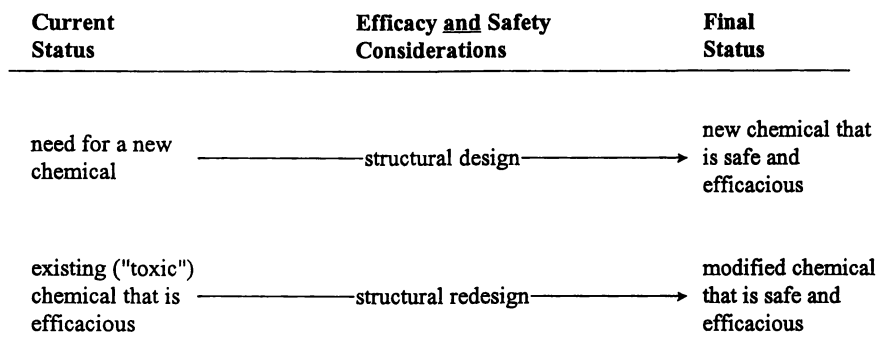 Current Status
Efficacy and Safety Considerations
Final Status
need for a new chemical
structural design
new chemical that is safe and efficacious
existing ("toxic") chemical that is efficacious
structural redesign
modified chemical that is safe and efficacious